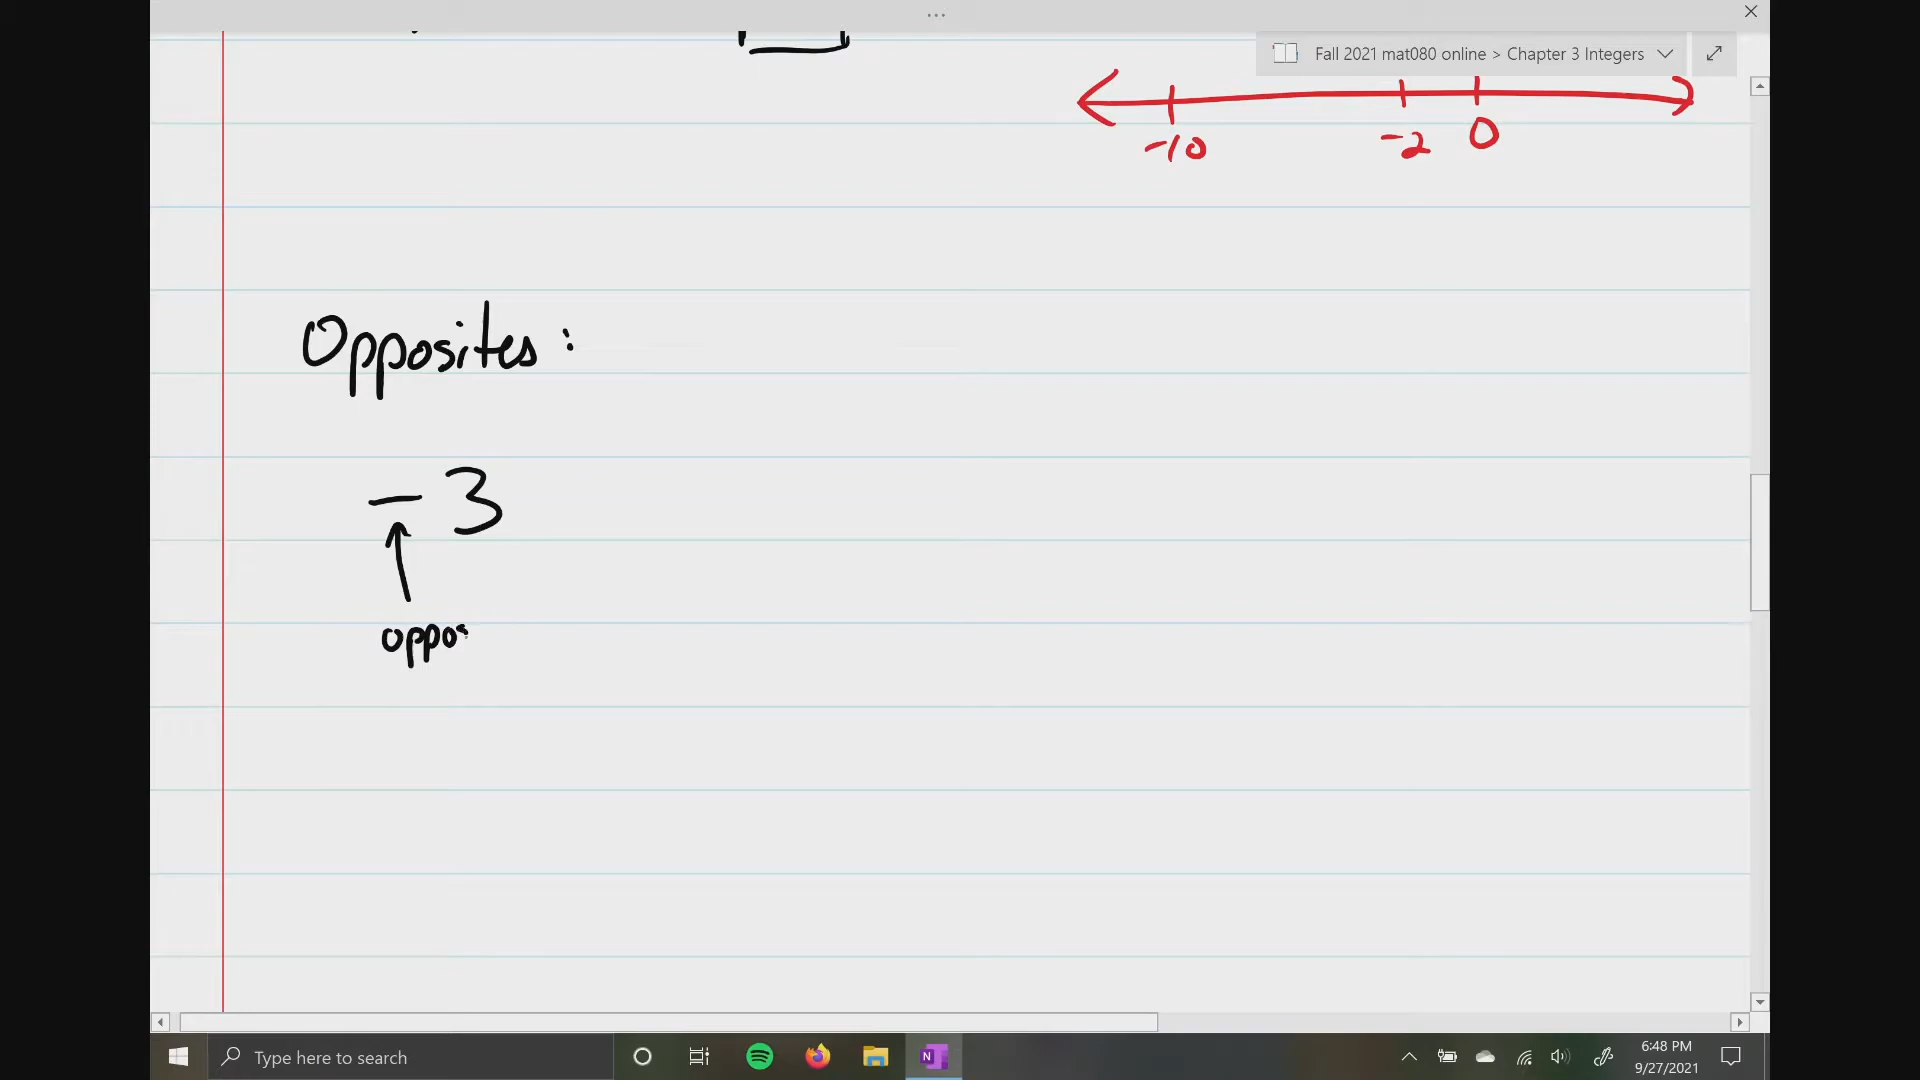 Fall 2021 mat080 online > Chapter 3 Integers
-10 -2 0
Opposites:
- 3
oppos
Type here to search
6:48 PM
9/27/2021